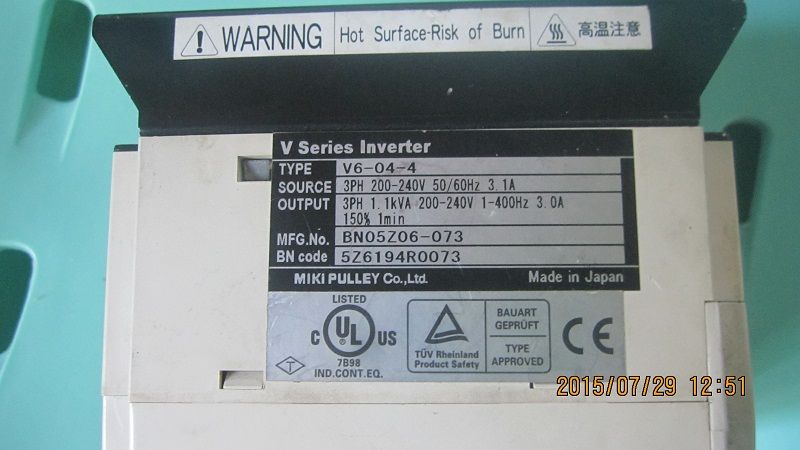 WARNING Hot Surface-Risk of Burn 高温注意
V Series Inverter
TYPE V6-04-4
SOURCE 3PH 200-240V 50/60Hz 3.1A
OUTPUT 3PH 1.1kVA 200-240V 1-400Hz 3.0A
150% 1min
MFG.No. BN05Z06-073
BN code 5Z6194R0073
MIKI PULLEY Co.,Ltd. Made in Japan
LISTED
C UL US
7B98
IND.CONT.EQ.
T
TÜV Rheinland
Product Safety
BAUART
GEPRÜFT
TYPE
APPROVED
CE
2015/07/29 12:51